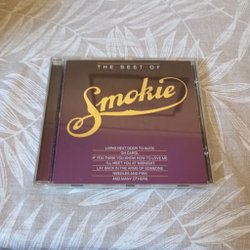 THE BEST OF
Smokie
LIVING NEXT DOOR TO ALICE
OH CAROL
IF YOU THINK YOU KNOW HOW TO LOVE ME
I'LL MEET YOU AT MIDNIGHT
LAY BACK IN THE ARMS OF SOMEONE
NEEDLES AND PINS
AND MANY OTHERS